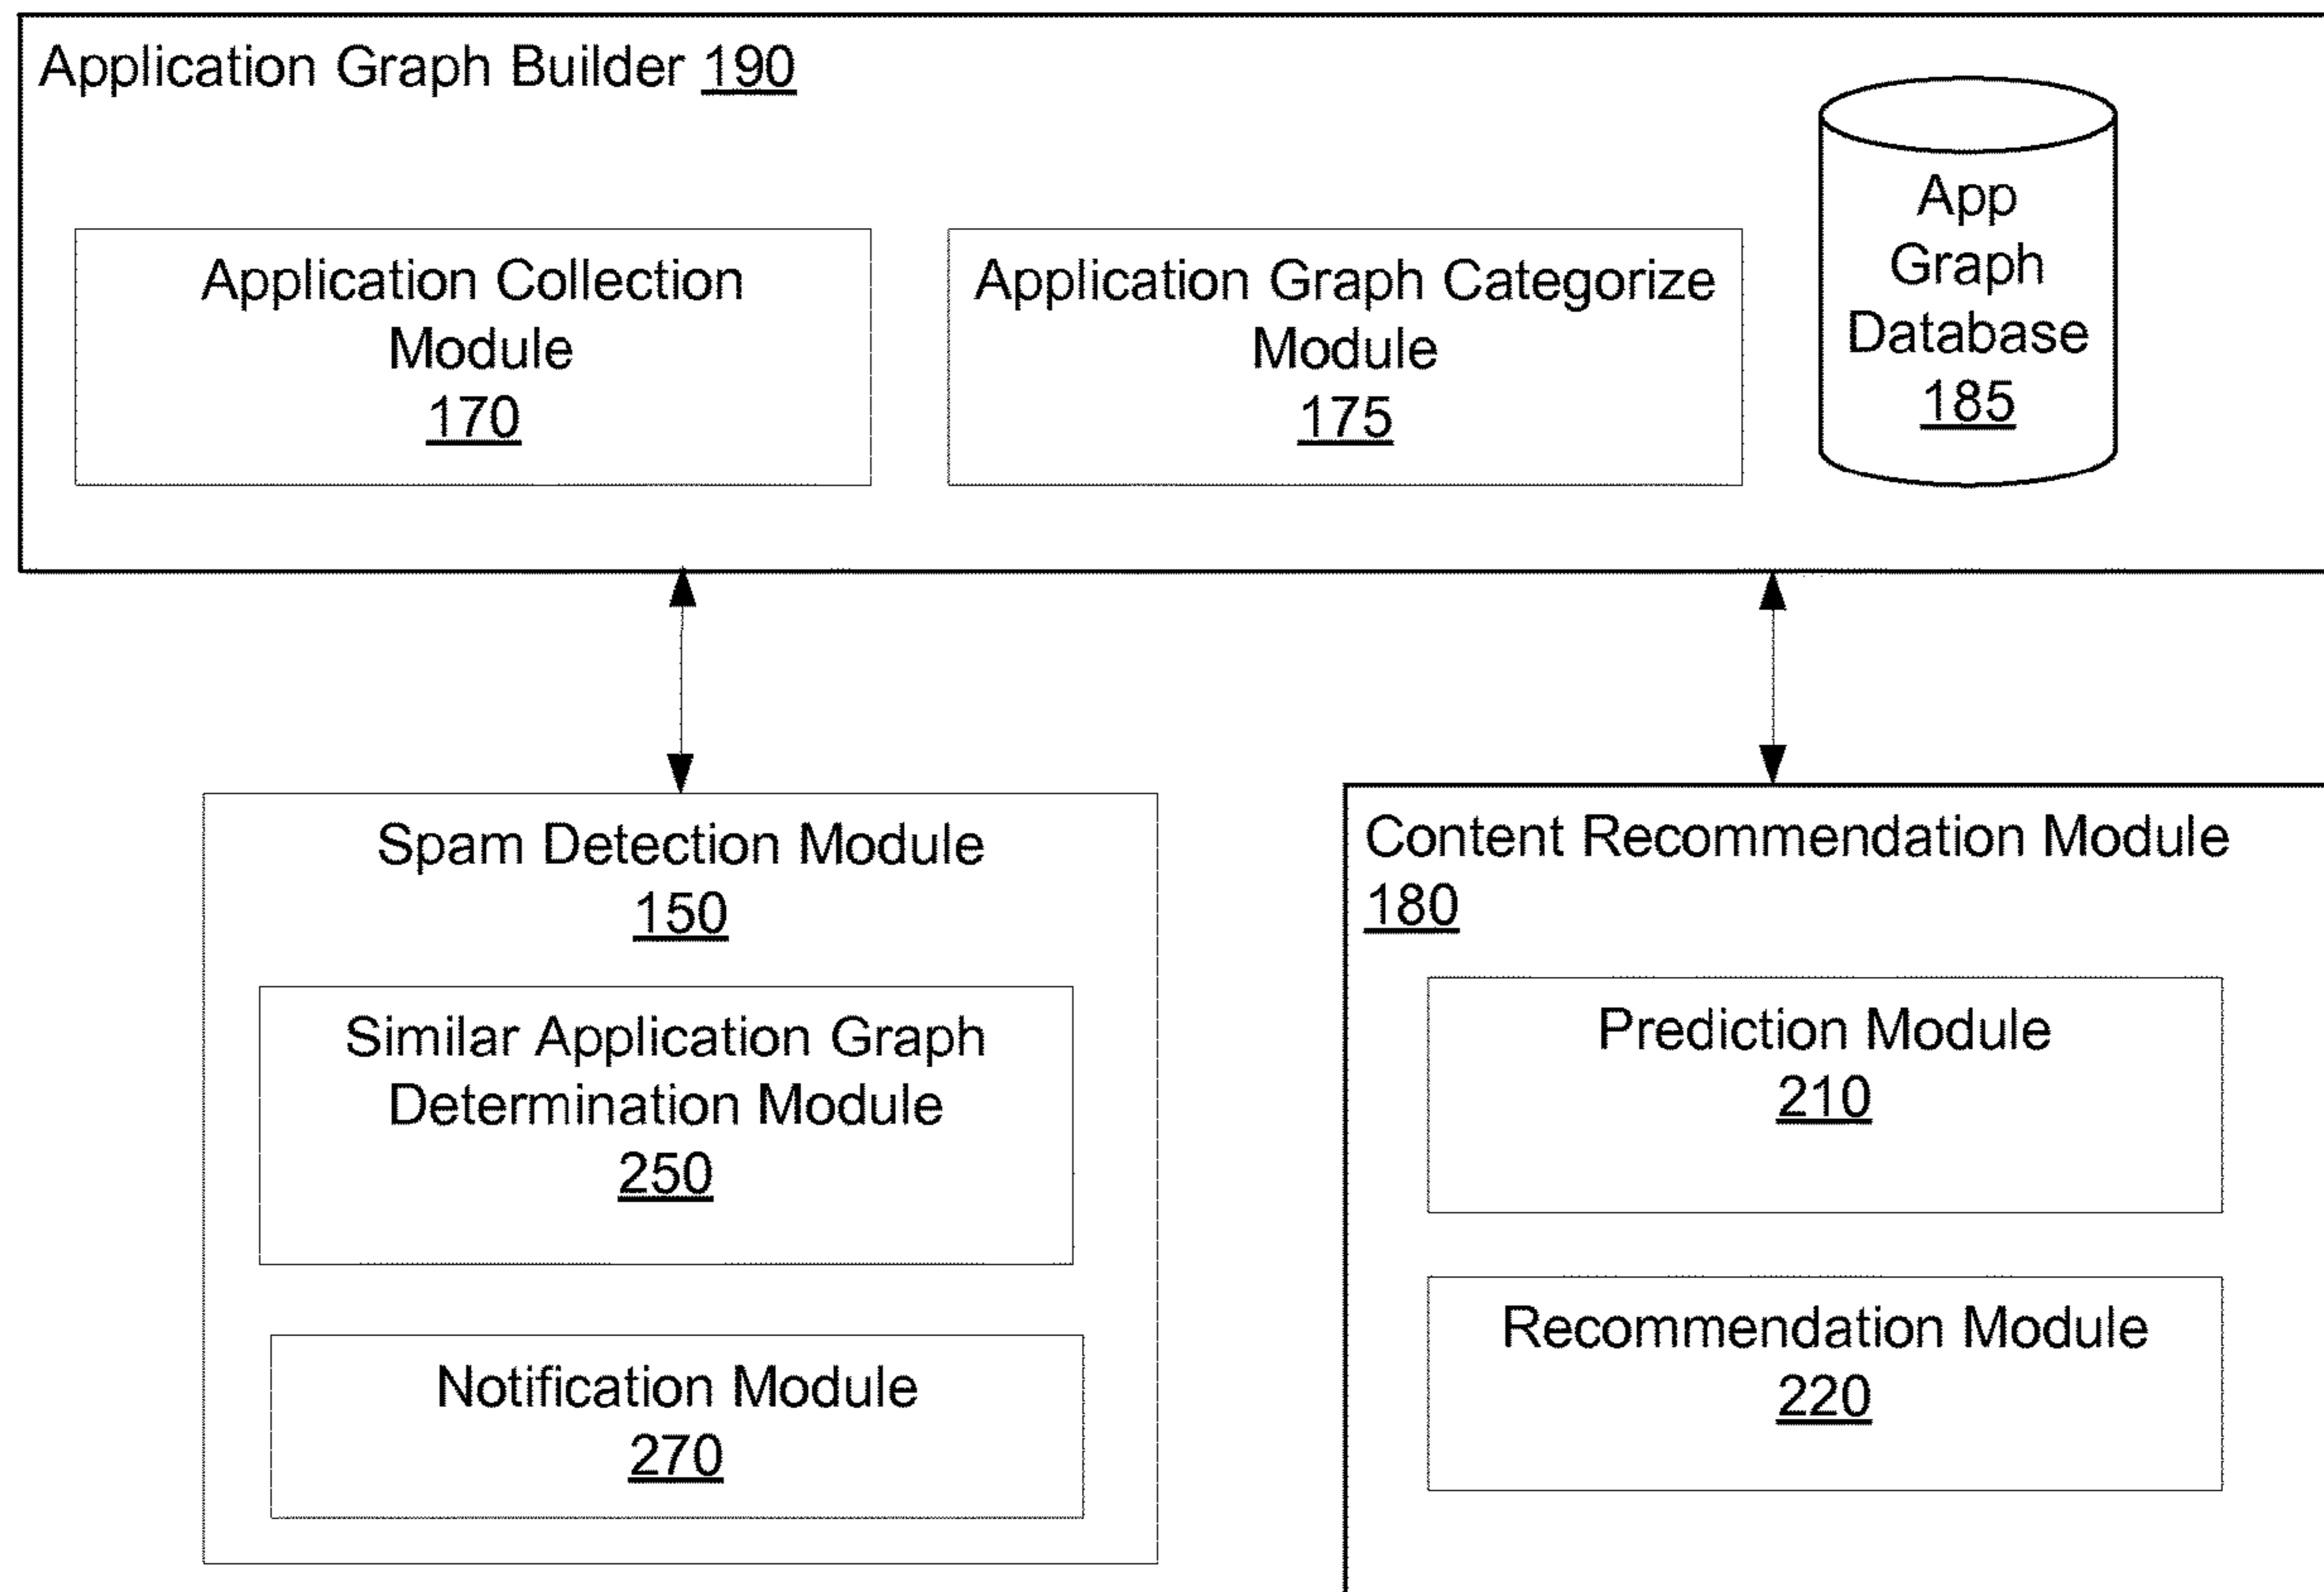 Application Graph Builder 190
Application Collection
Module
170
Application Graph Categorize
Module
175
App
Graph
Database
185
Spam Detection Module
150
Similar Application Graph
Determination Module
250
Notification Module
270
Content Recommendation Module
180
Prediction Module
210
Recommendation Module
220